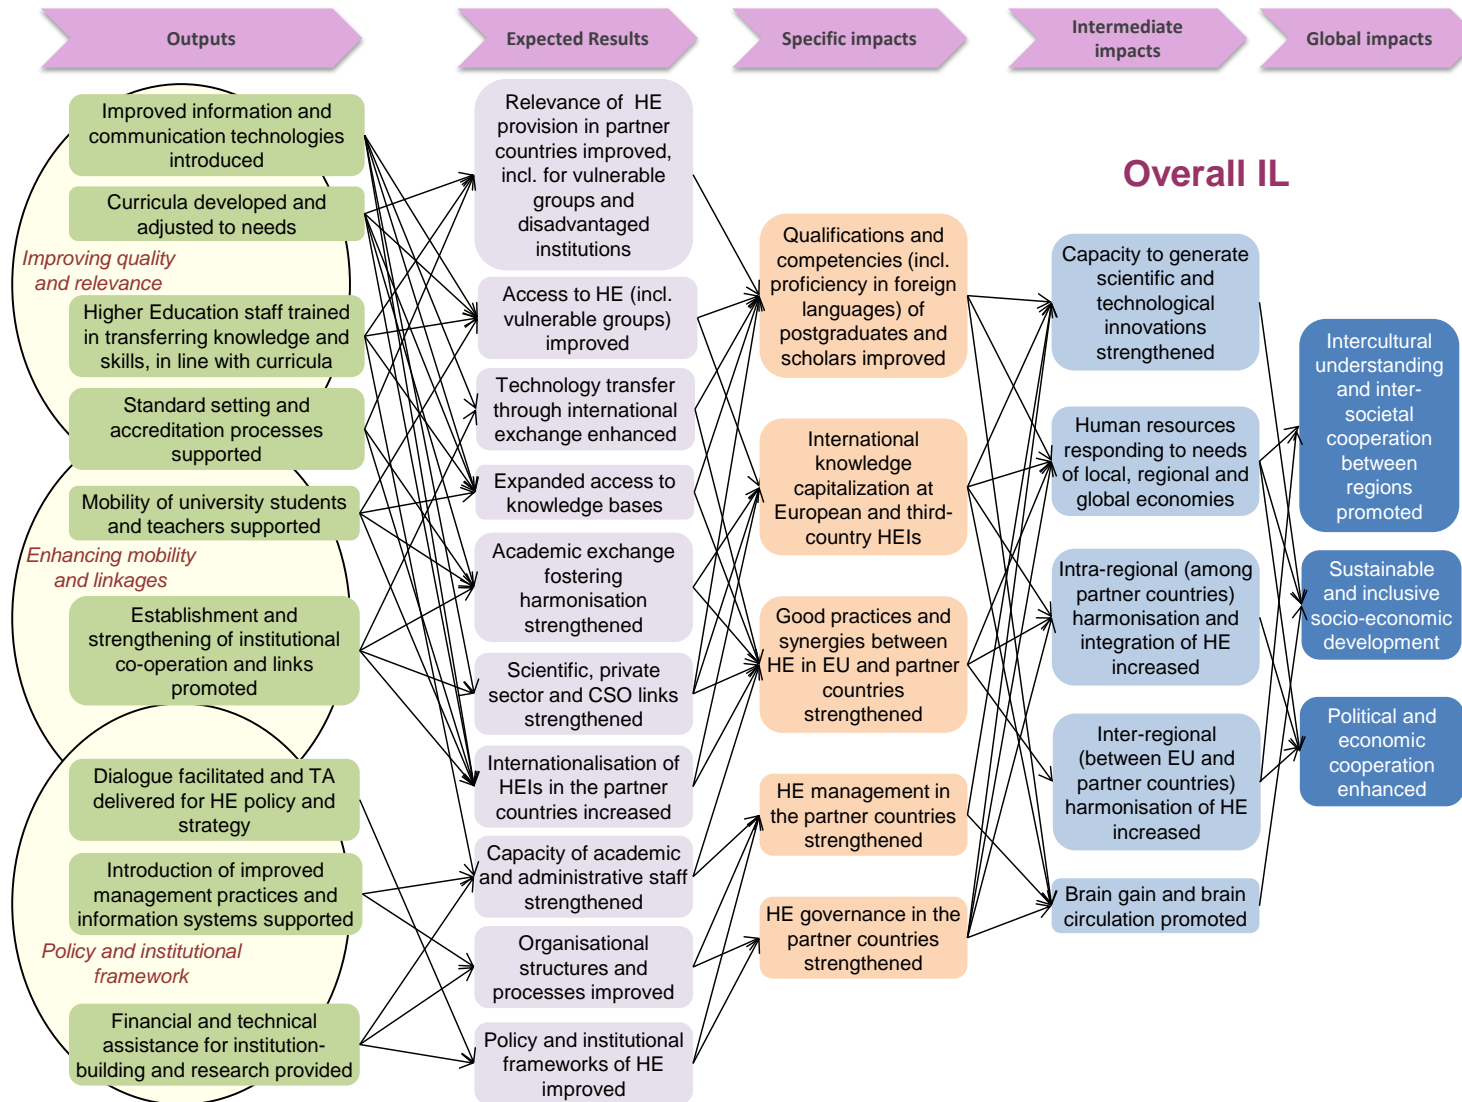 Outputs
Expected Results
Specific impacts
Intermediate
impacts
Global impacts
Overall IL
Improved information and
communication technologies
introduced
Curricula developed and
adjusted to needs
Improving quality
and relevance
Higher Education staff trained
in transferring knowledge and
skills, in line with curricula
Standard setting and
accreditation processes
supported
Mobility of university students
and teachers supported
Enhancing mobility
and linkages
Establishment and
strengthening of institutional
co-operation and links
promoted
Dialogue facilitated and TA
delivered for HE policy and
strategy
Introduction of improved
management practices and
information systems supported
Policy and institutional
framework
Financial and technical
assistance for institution-
building and research provided
Relevance of HE
provision in partner
countries improved,
incl. for vulnerable
groups and
disadvantaged
institutions
Access to HE (incl.
vulnerable groups)
improved
Technology transfer
through international
exchange enhanced
Expanded access to
knowledge bases
Academic exchange
fostering
harmonisation
strengthened
Scientific, private
sector and CSO links
strengthened
Internationalisation of
HEIs in the partner
countries increased
Capacity of academic
and administrative staff
strengthened
Organisational
structures and
processes improved
Policy and institutional
frameworks of HE
improved
Qualifications and
competencies (incl.
proficiency in foreign
languages) of
postgraduates and
scholars improved
International
knowledge
capitalization at
European and third-
country HEIs
Good practices and
synergies between
HE in EU and partner
countries
strengthened
HE management in
the partner countries
strengthened
HE governance in the
partner countries
strengthened
Capacity to generate
scientific and
technological
innovations
strengthened
Human resources
responding to needs
of local, regional and
global economies
Intra-regional (among
partner countries)
harmonisation and
integration of HE
increased
Inter-regional
(between EU and
partner countries)
harmonisation of HE
increased
Brain gain and brain
circulation promoted
Intercultural
understanding
and inter-
societal
cooperation
between
regions
promoted
Sustainable
and inclusive
socio-economic
development
Political and
economic
cooperation
enhanced